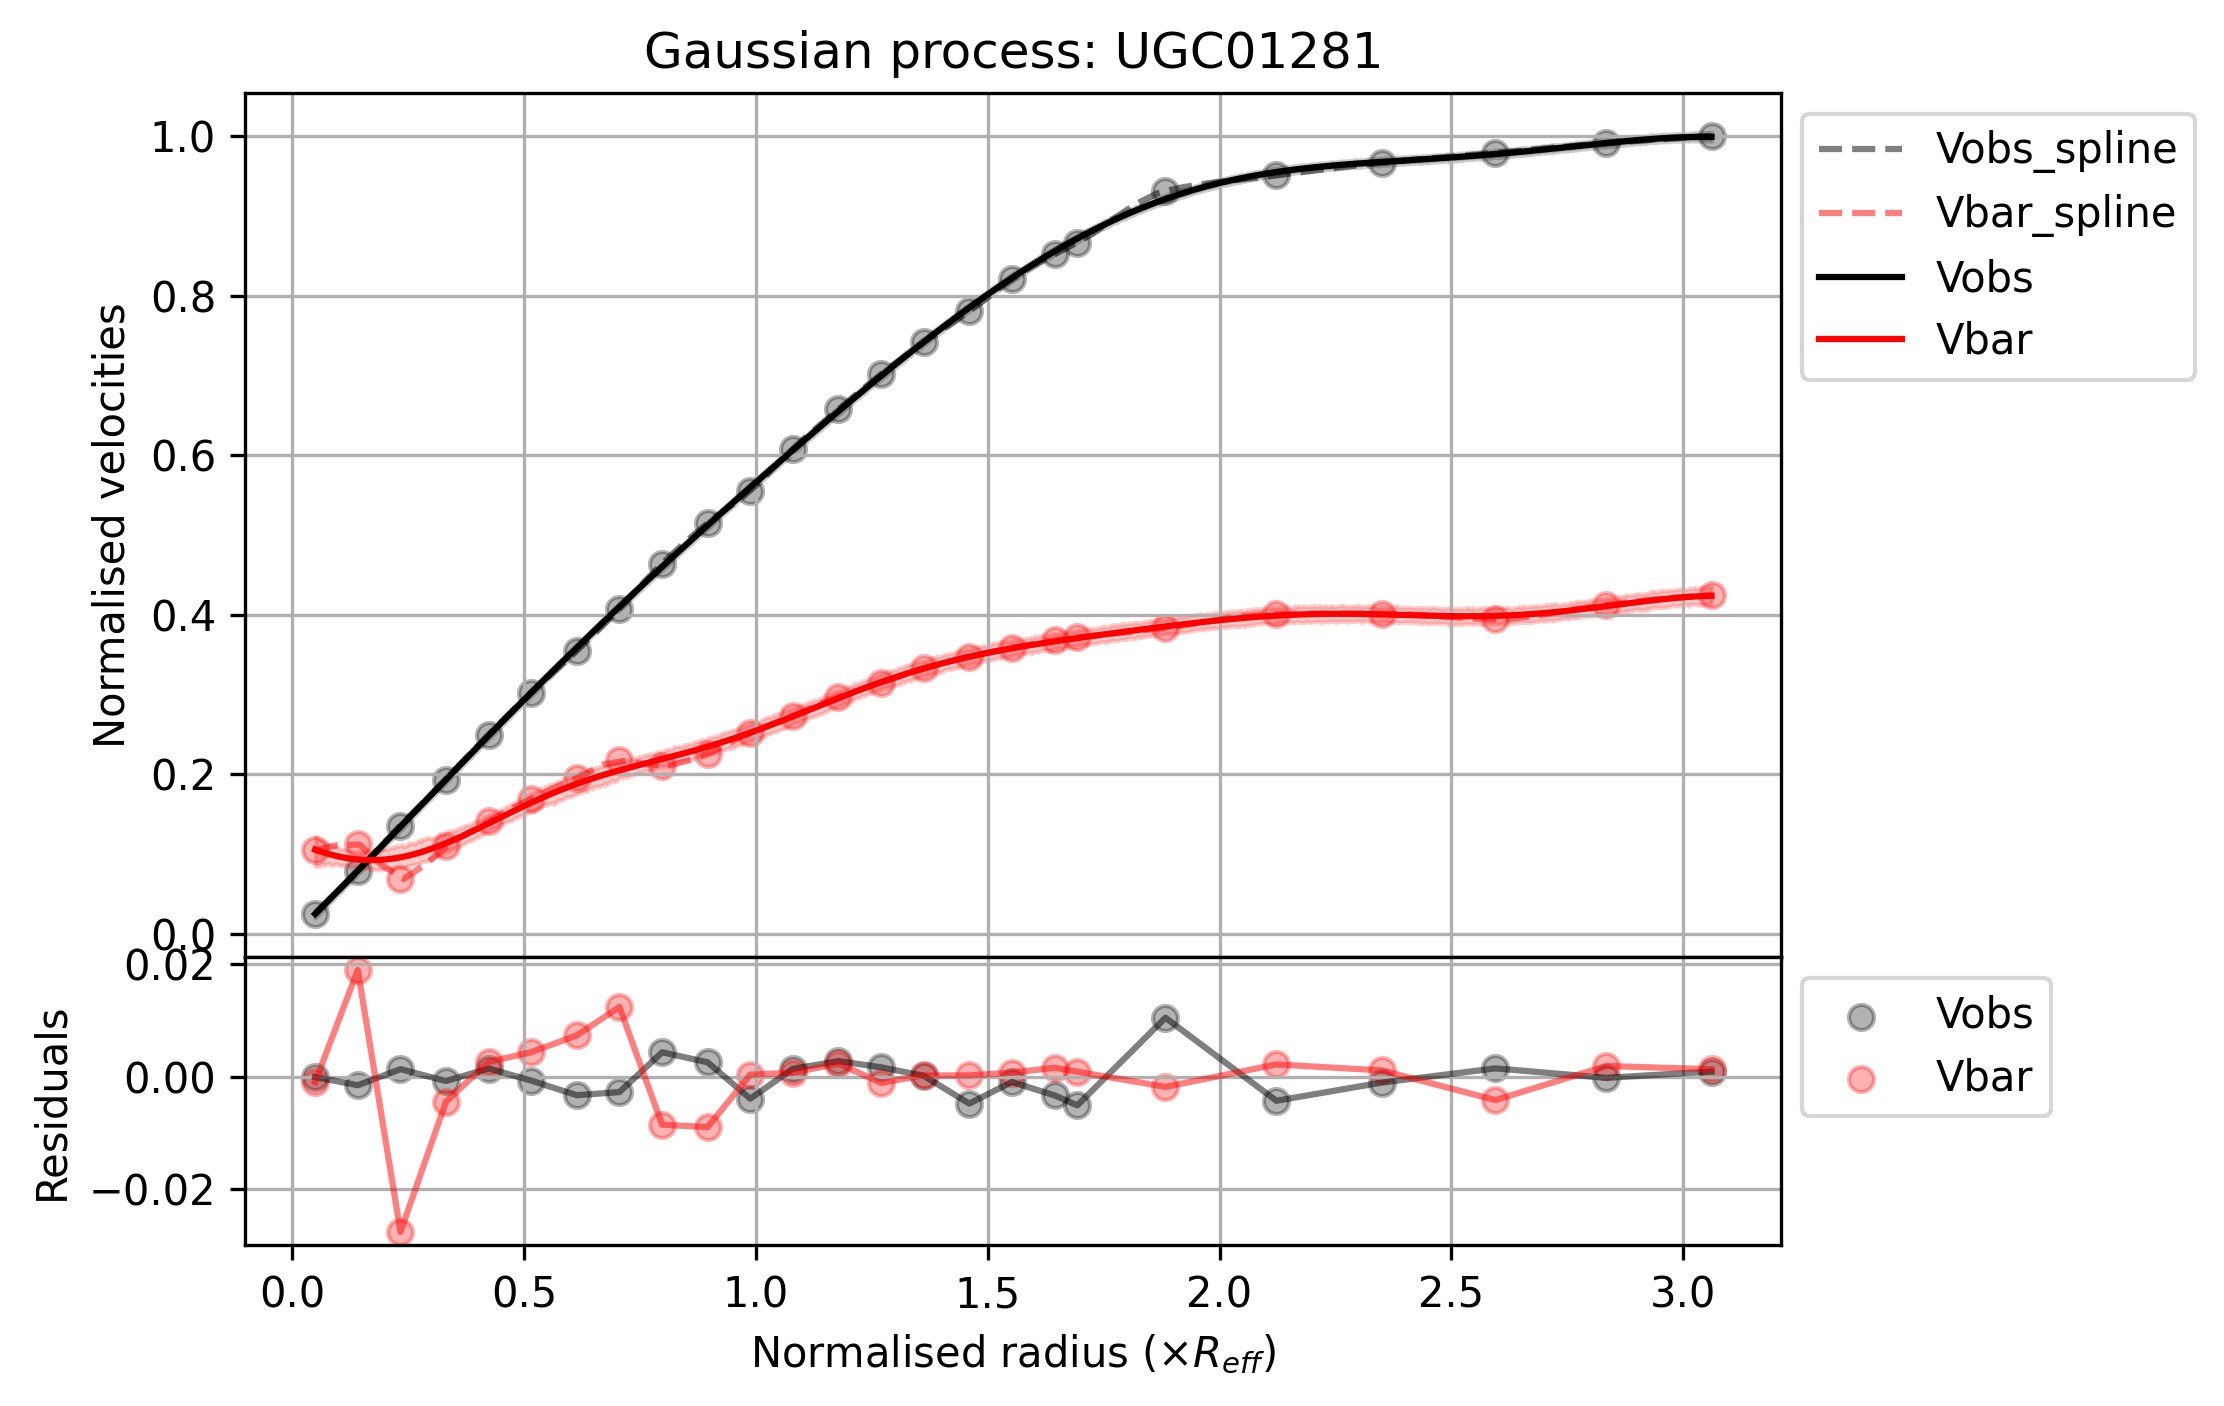 Gaussian process: UGC01281
Normalised velocities
1.0
0.8
0.6
0.4
0.2
0.0
Vobs_spline
Vbar_spline
Vobs
Vbar
Residuals
0.02
0.00
−0.02
Vobs
Vbar
0.0 0.5 1.0 1.5 2.0 2.5 3.0
Normalised radius (×R_eff)